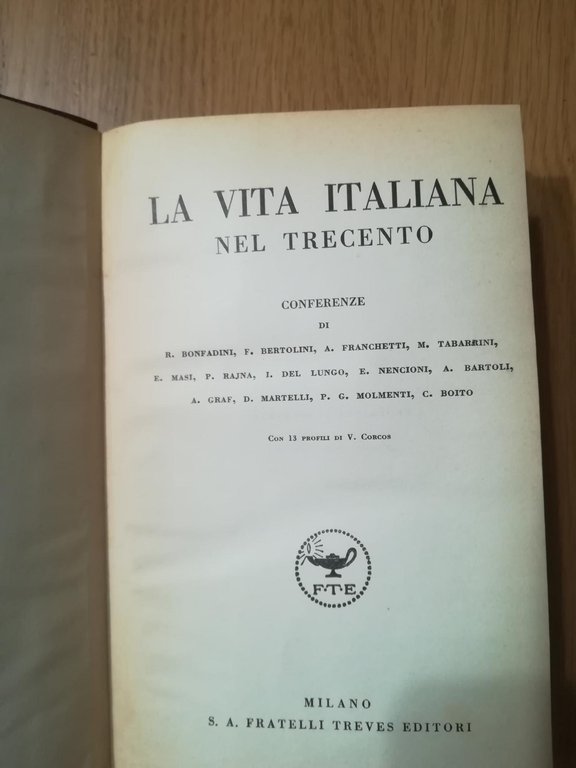 LA VITA ITALIANA
NEL TRECENTO
CONFERENZE
DI
R. BONFADINI, F. BERTOLINI, A. FRANCHETTI, M. TABARRINI,
E. MASI, P. RAJNA, I. DEL LUNGO, E. NENCIONI, A. BARTOLI,
A. GRAF, D. MARTELLI, P. G. MOLMENTI, C. BOITO
CON 13 PROFILI DI V. CORCOS
F·T·E
MILANO
S. A. FRATELLI TREVES EDITORI